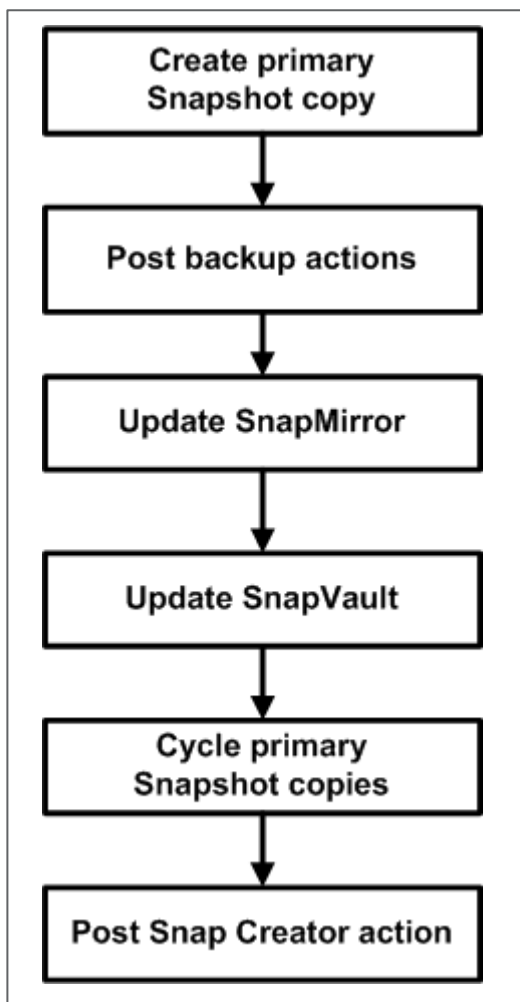 Create primary
Snapshot copy
Post backup actions
Update SnapMirror
Update SnapVault
Cycle primary
Snapshot copies
Post Snap Creator action